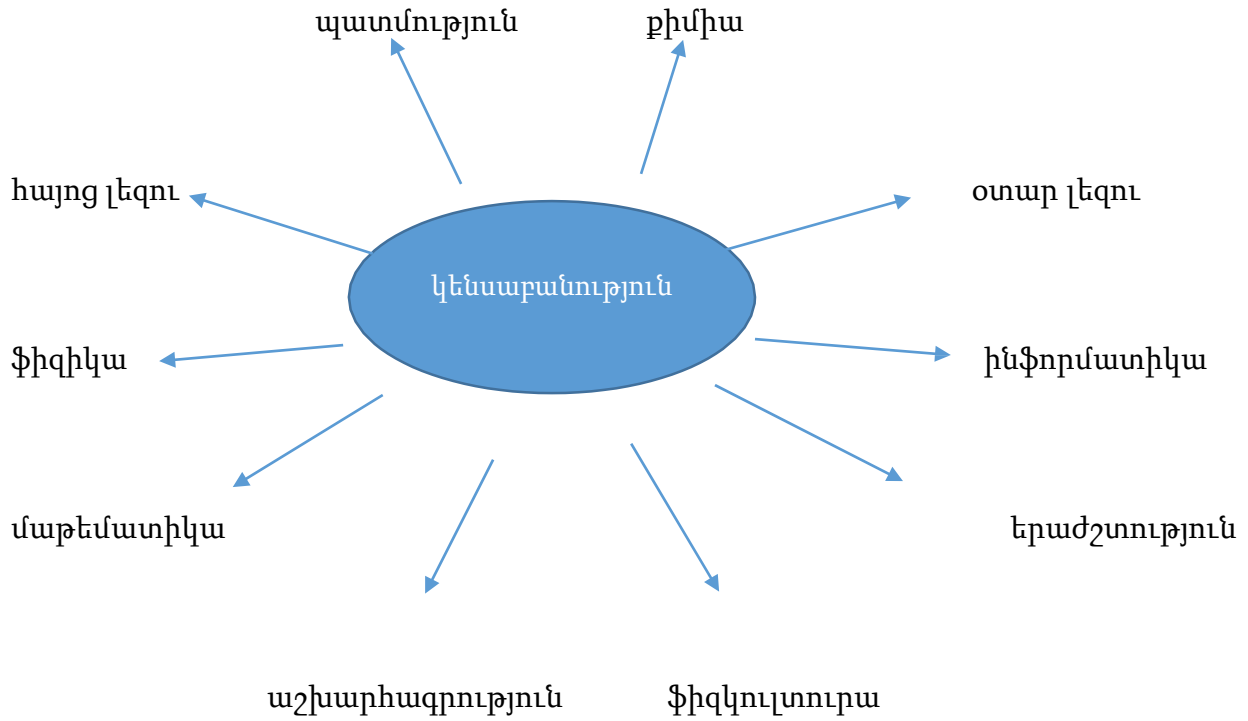 պատմություն քիմիա
հայոց լեզու օտար լեզու
կենսաբանություն
ֆիզիկա ինֆորմատիկա
մաթեմատիկա երաժշտություն
աշխարհագրություն ֆիզկուլտուրա